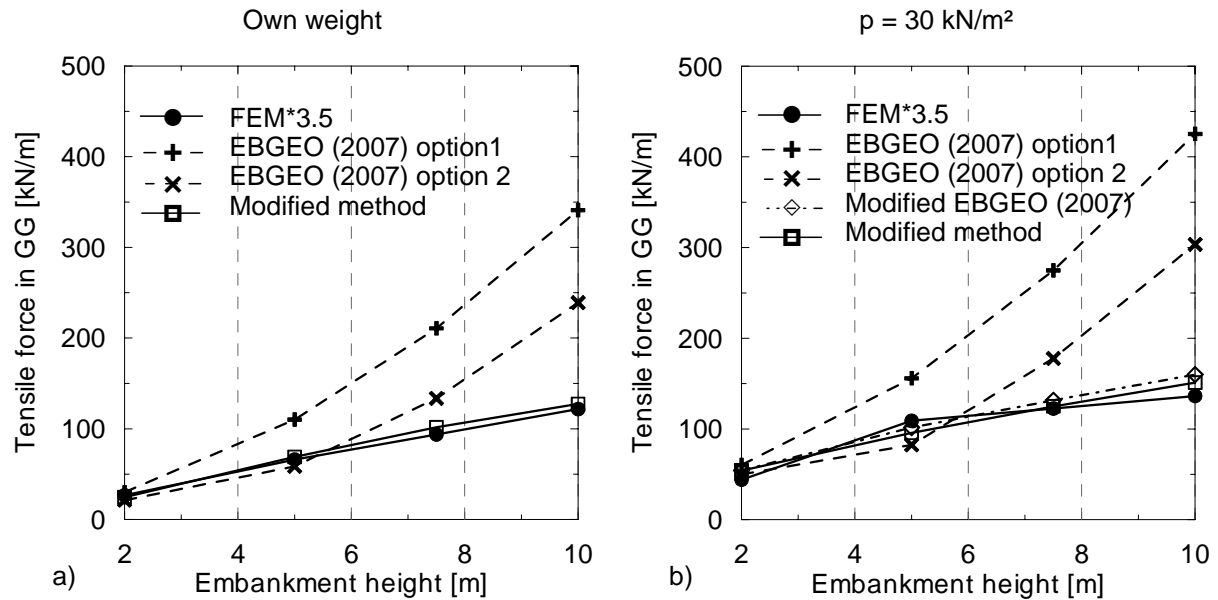 Own weight
Tensile force in GG [kN/m]
500
400
300
200
100
0
FEM*3.5
EBGEO (2007) option1
EBGEO (2007) option 2
Modified method
2
4
6
8
10
a)
Embankment height [m]
p = 30 kN/m²
Tensile force in GG [kN/m]
500
400
300
200
100
0
FEM*3.5
EBGEO (2007) option1
EBGEO (2007) option 2
Modified EBGEO (2007)
Modified method
2
4
6
8
10
b)
Embankment height [m]